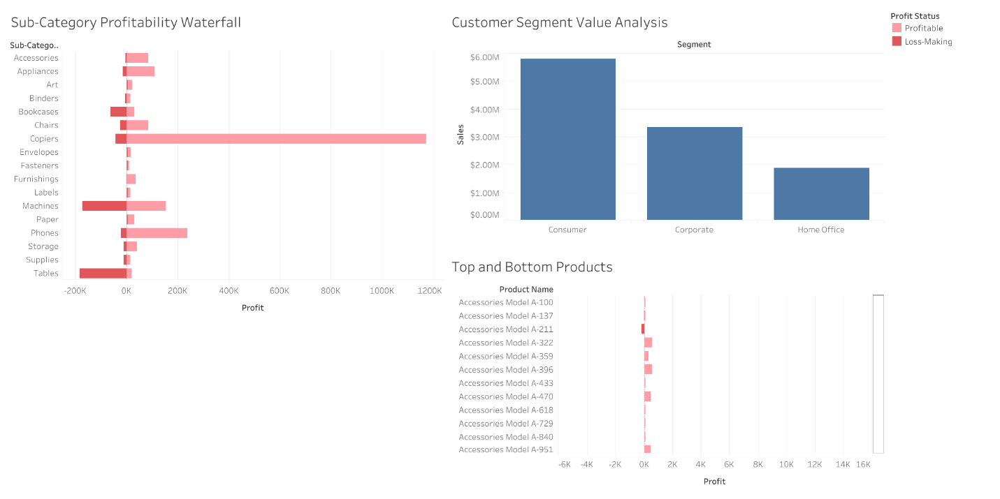 Sub-Category Profitability Waterfall
Sub-Catego..
Accessories
Appliances
Art
Binders
Bookcases
Chairs
Copiers
Envelopes
Fasteners
Furnishings
Labels
Machines
Paper
Phones
Storage
Supplies
Tables
-200K 0K 200K 400K 600K 800K 1000K 1200K
Profit
Customer Segment Value Analysis
Segment
$6.00M
$5.00M
$4.00M
$3.00M
$2.00M
$1.00M
$0.00M
Sales
Consumer Corporate Home Office
Top and Bottom Products
Product Name
Accessories Model A-100
Accessories Model A-137
Accessories Model A-211
Accessories Model A-322
Accessories Model A-359
Accessories Model A-396
Accessories Model A-433
Accessories Model A-470
Accessories Model A-618
Accessories Model A-729
Accessories Model A-840
Accessories Model A-951
-6K -4K -2K 0K 2K 4K 6K 8K 10K 12K 14K 16K
Profit
Profit Status
Profitable
Loss-Making